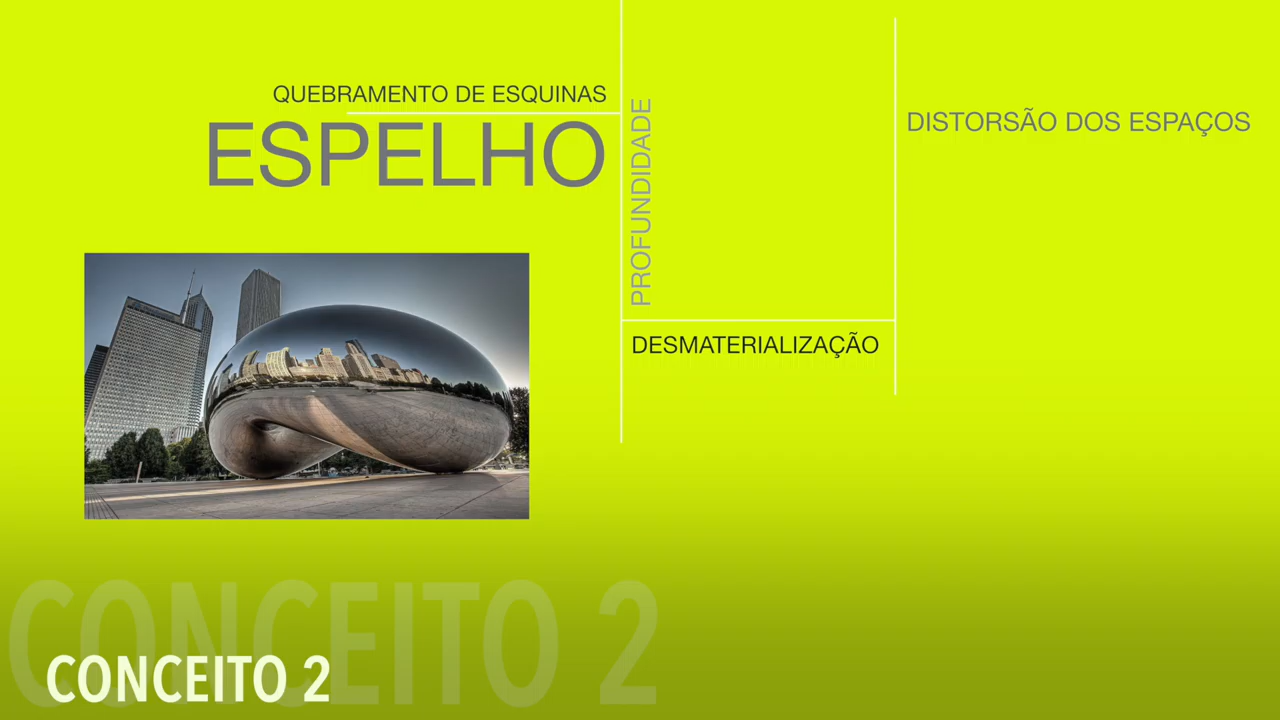 QUEBRAMENTO DE ESQUINAS
ESPELHO
PROFUNDIDADE
DISTORSÃO DOS ESPAÇOS
DESMATERIALIZAÇÃO
CONCEITO 2
CONCEITO 2